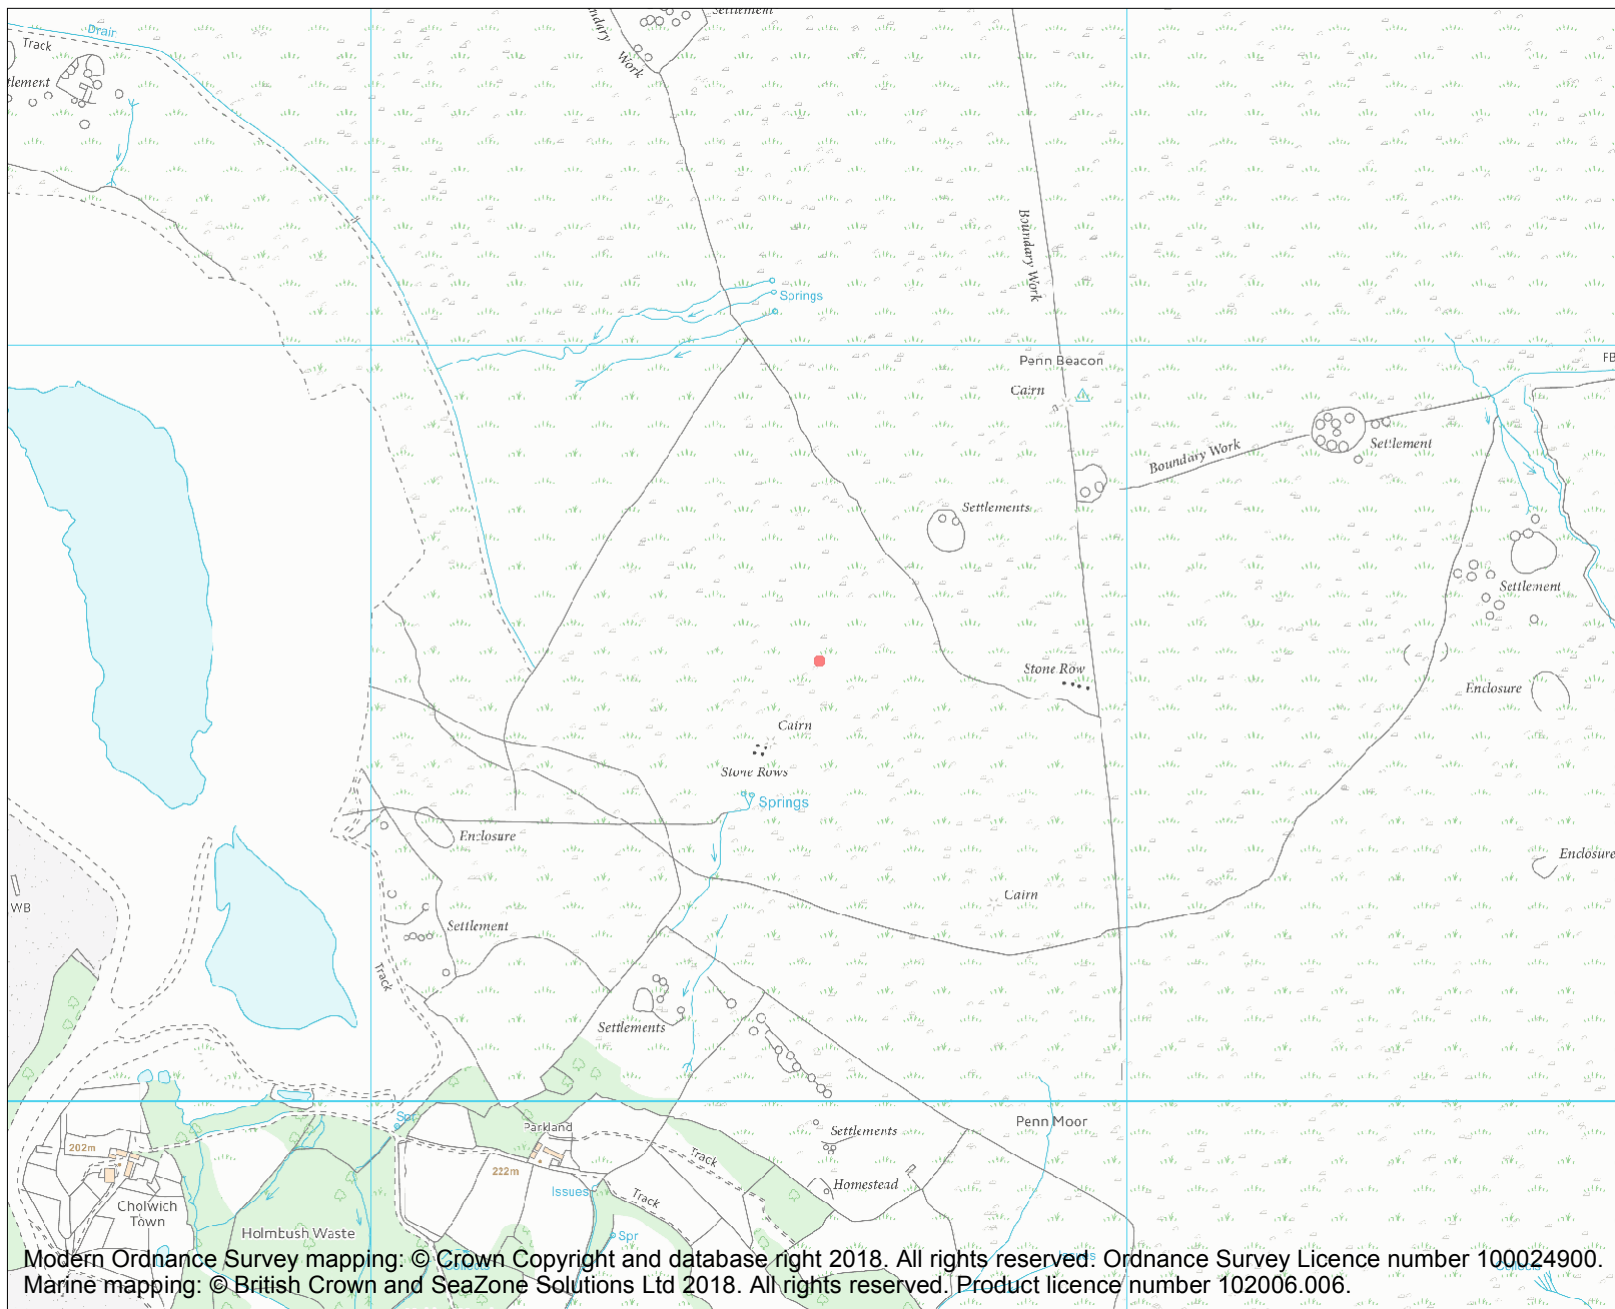 Drain
Track
Settlement
Boundary
Work
Boundary Work
Springs
Penn Beacon
Cairn
FB
Boundary Work
Settlement
Settlements
Settlement
Stone Row
Enclosure
Cairn
Stone Rows
Springs
Enclosure
Enclosure
Cairn
WB
Settlement
Track
Settlements
Spr
Penn Moor
Parkland
Settlements
202m
Track
222m
Issues
Homestead
Track
Cholwich
Town
Holmbush Waste
Spr
Modern Ordnance Survey mapping: © Crown Copyright and database right 2018. All rights reserved. Ordnance Survey Licence number 100024900.
Marine mapping: © British Crown and SeaZone Solutions Ltd 2018. All rights reserved. Product licence number 102006.006.